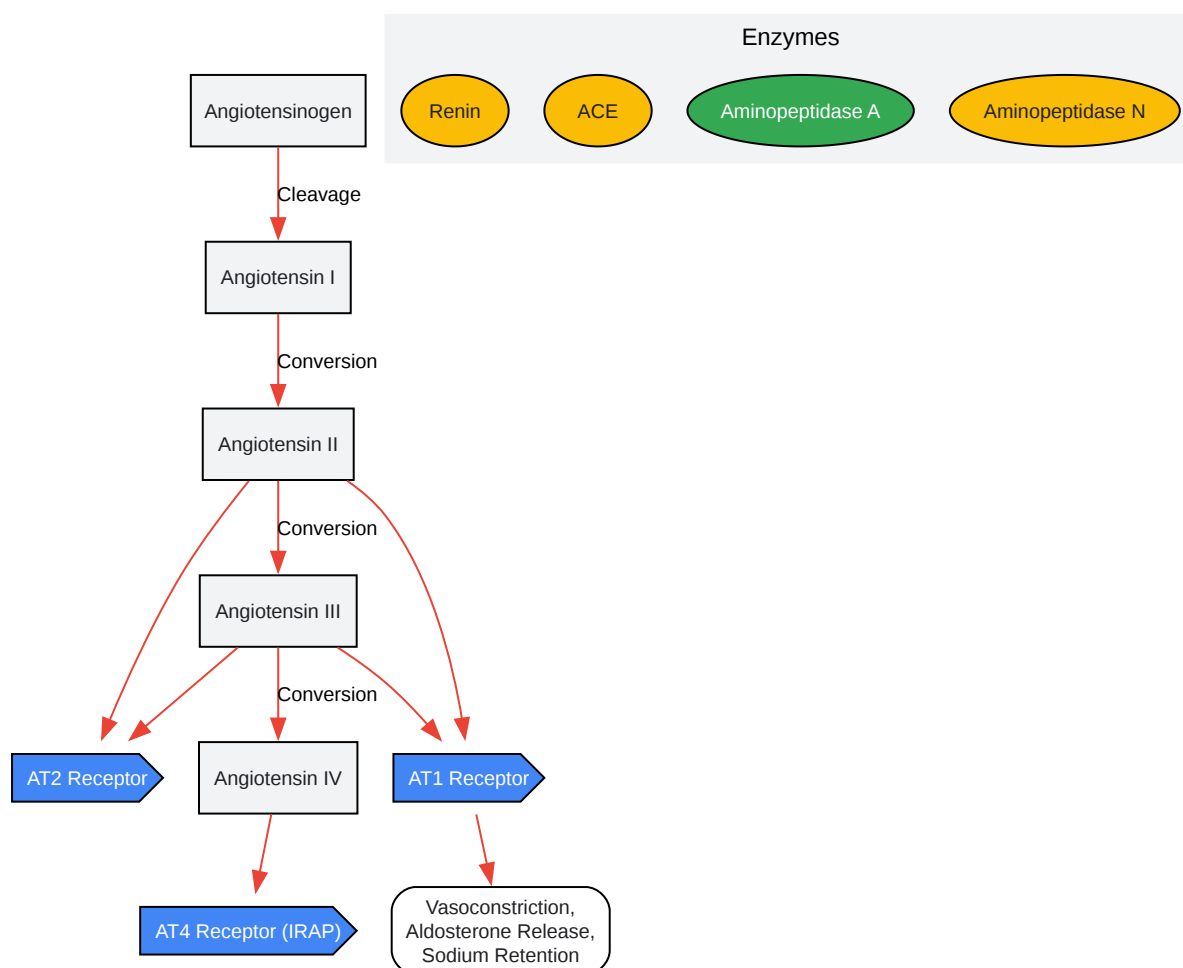 Enzymes
Angiotensinogen
Renin
ACE
Aminopeptidase A
Aminopeptidase N
Cleavage
Angiotensin I
Conversion
Angiotensin II
Conversion
Angiotensin III
Conversion
AT2 Receptor
Angiotensin IV
AT1 Receptor
AT4 Receptor (IRAP)
Vasoconstriction,
Aldosterone Release,
Sodium Retention